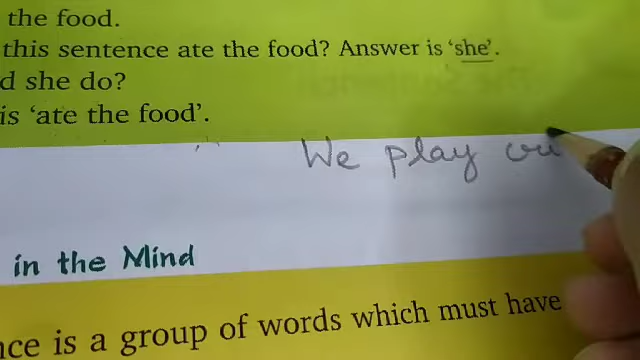 the food.
this sentence ate the food? Answer is ‘she’.
d she do?
is ‘ate the food’.
We play
in the Mind
nce is a group of words which must have